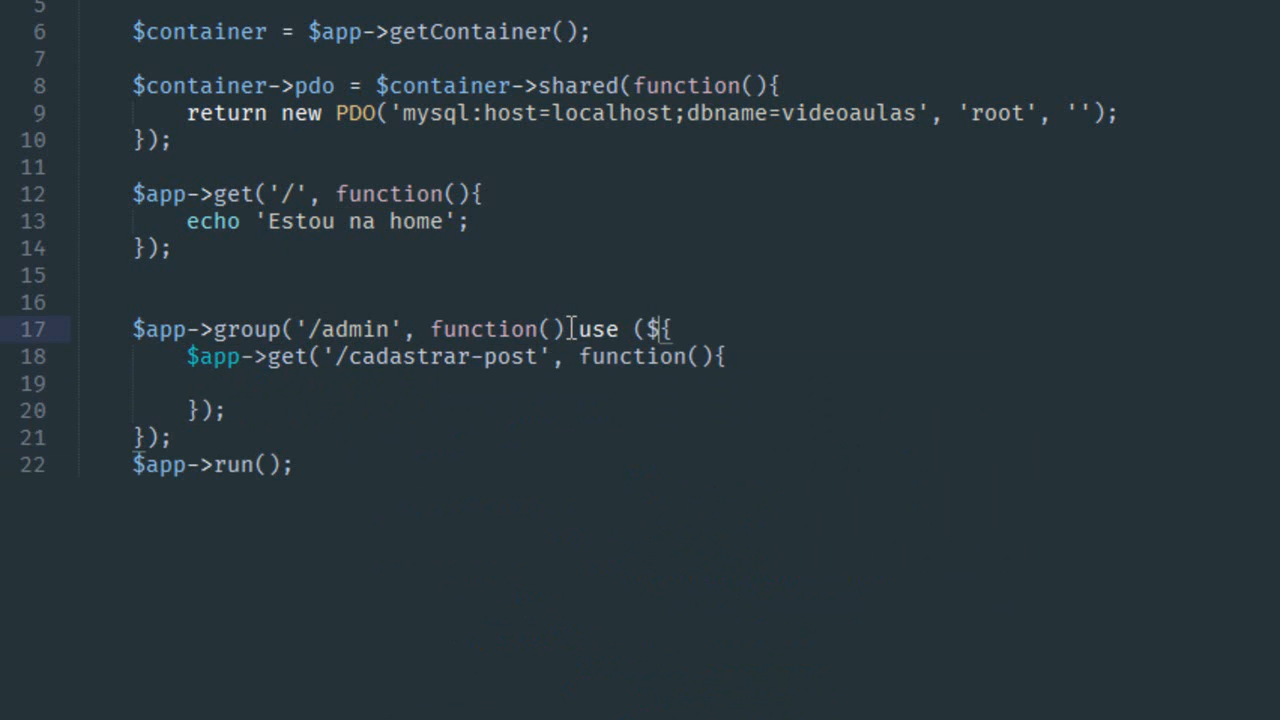 5
6 $container = $app->getContainer();
7
8 $container->pdo = $container->shared(function(){
9 return new PDO('mysql:host=localhost;dbname=videoaulas', 'root', '');
10 });
11
12 $app->get('/', function(){
13 echo 'Estou na home';
14 });
15
16
17 $app->group('/admin', function() use (${
18 $app->get('/cadastrar-post', function(){
19
20 });
21 });
22 $app->run();